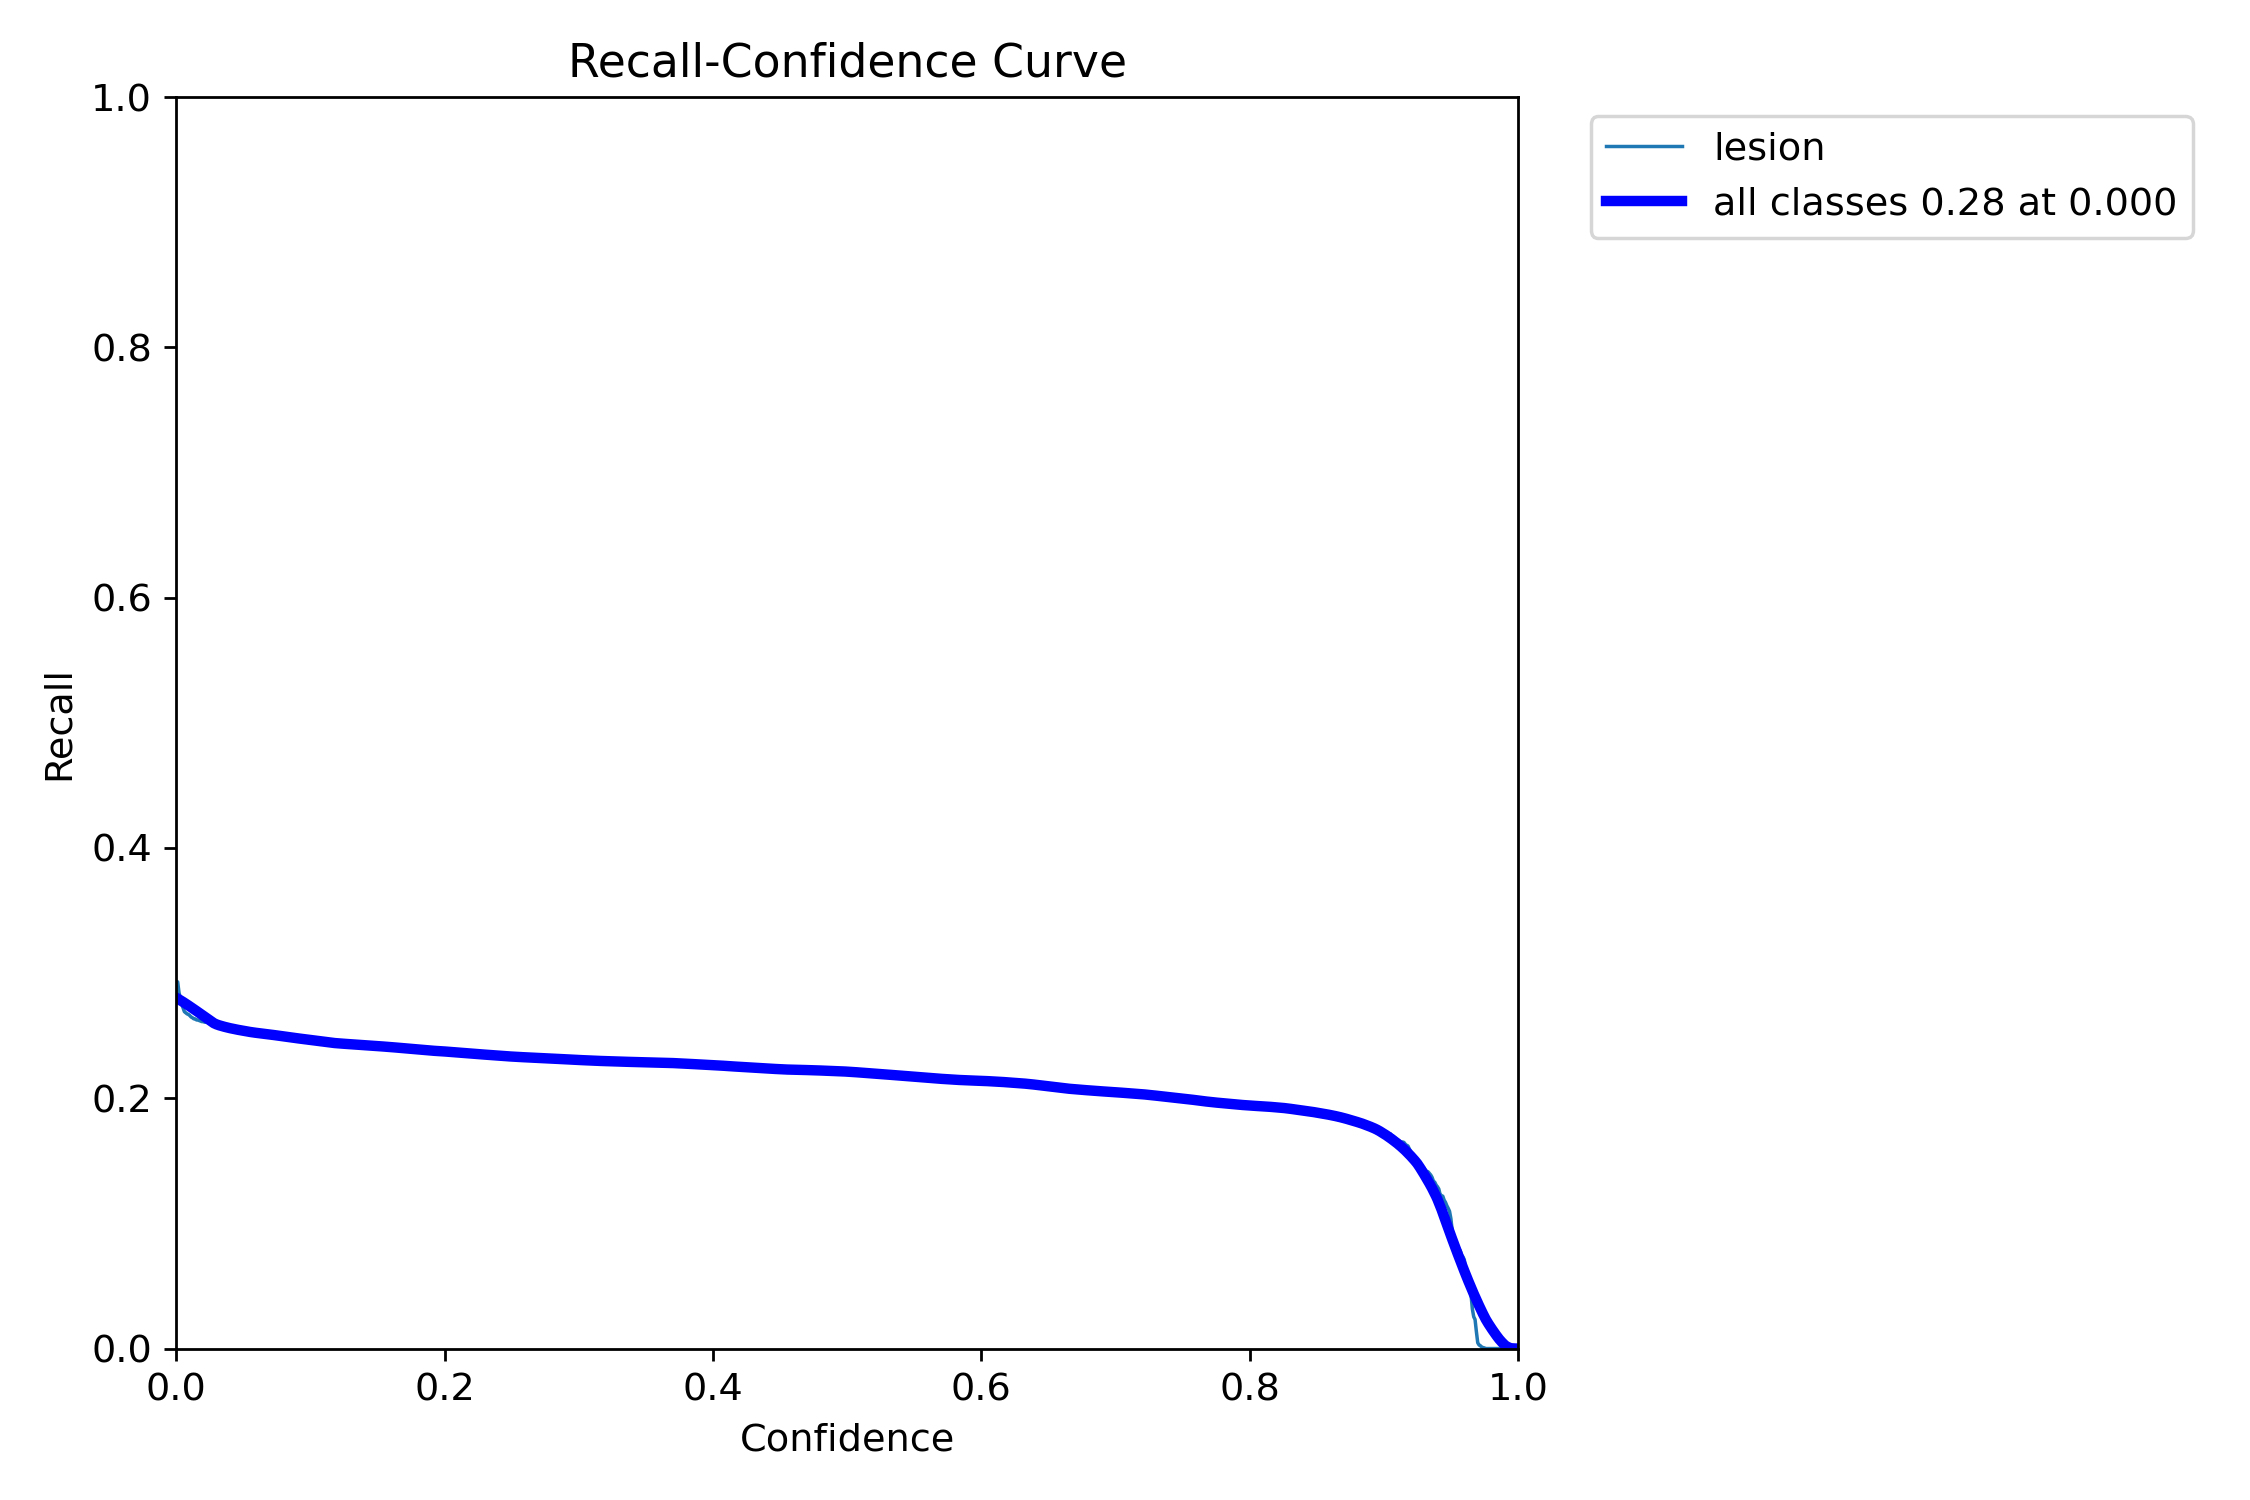 Recall-Confidence Curve
1.0
0.8
0.6
0.4
0.2
0.0
Recall
0.0 0.2 0.4 0.6 0.8 1.0
Confidence
lesion
all classes 0.28 at 0.000